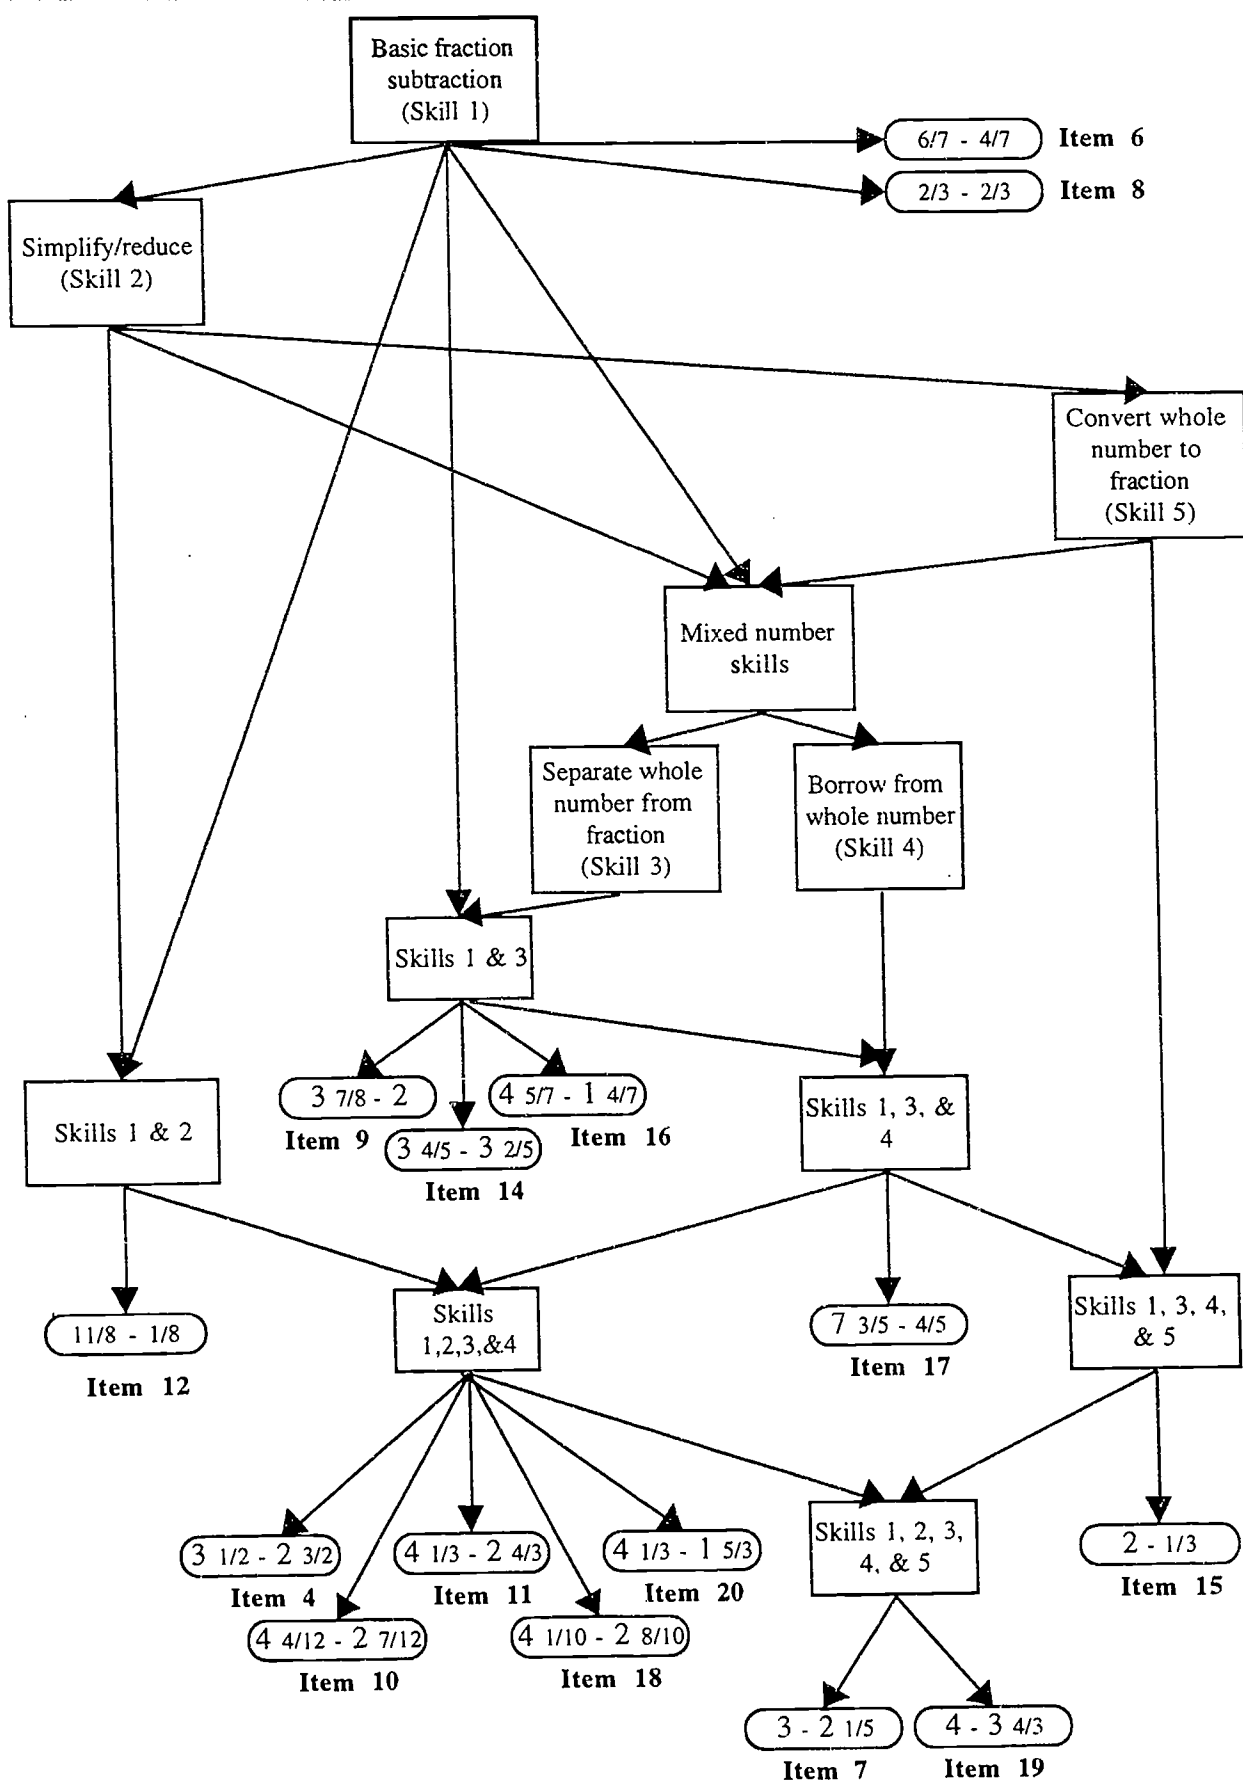 Basic fraction
subtraction
(Skill 1)
6/7 - 4/7 Item 6
2/3 - 2/3 Item 8
Simplify/reduce
(Skill 2)
Convert whole
number to
fraction
(Skill 5)
Mixed number
skills
Separate whole
number from
fraction
(Skill 3)
Borrow from
whole number
(Skill 4)
Skills 1 & 3
Skills 1 & 2
3 7/8 - 2
Item 9
4 5/7 - 1 4/7
Item 16
3 4/5 - 3 2/5
Item 14
Skills 1, 3, &
4
11/8 - 1/8
Item 12
Skills
1,2,3,&4
7 3/5 - 4/5
Item 17
Skills 1, 3, 4,
& 5
3 1/2 - 2 3/2
Item 4
4 1/3 - 2 4/3
Item 11
4 1/3 - 1 5/3
Item 20
4 4/12 - 2 7/12
Item 10
4 1/10 - 2 8/10
Item 18
Skills 1, 2, 3,
4, & 5
2 - 1/3
Item 15
3 - 2 1/5
Item 7
4 - 3 4/3
Item 19